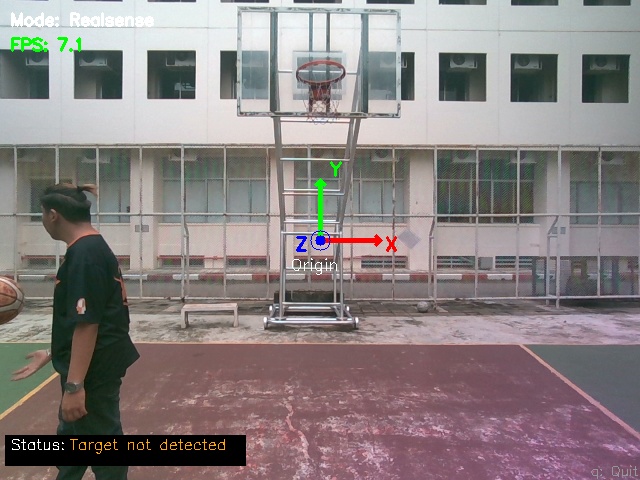 Mode: Realsense
FPS: 7.1
Y
Z
X
Origin
Status: Target not detected
q: Quit